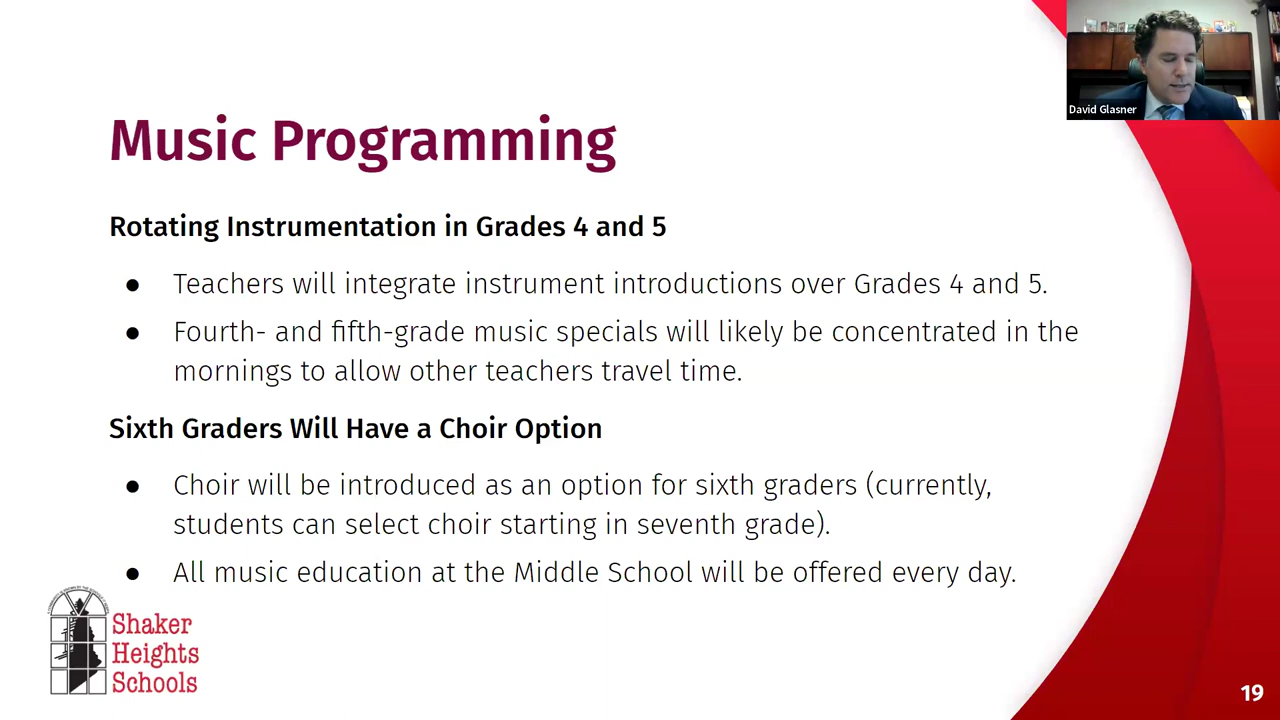 David Glasner
Music Programming
Rotating Instrumentation in Grades 4 and 5
● Teachers will integrate instrument introductions over Grades 4 and 5.
● Fourth- and fifth-grade music specials will likely be concentrated in the
mornings to allow other teachers travel time.
Sixth Graders Will Have a Choir Option
● Choir will be introduced as an option for sixth graders (currently,
students can select choir starting in seventh grade).
● All music education at the Middle School will be offered every day.
Shaker
Heights
Schools
19